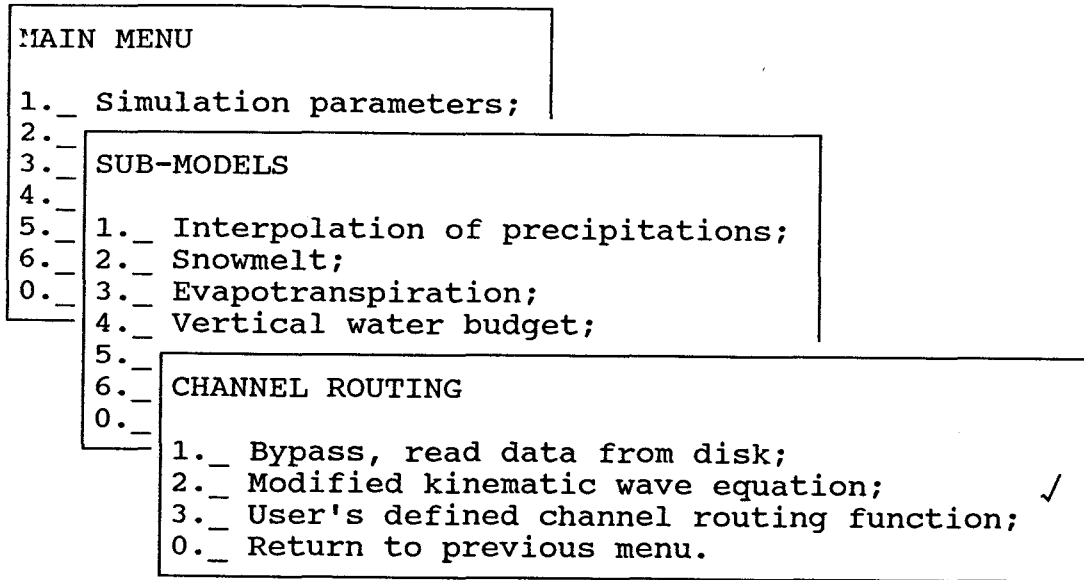 MAIN MENU
1._ Simulation parameters;
2._
3._
4._
5._
6._
0._
SUB-MODELS
1._ Interpolation of precipitations;
2._ Snowmelt;
3._ Evapotranspiration;
4._ Vertical water budget;
5._
6._
0._
CHANNEL ROUTING
1._ Bypass, read data from disk;
2._ Modified kinematic wave equation; ✓
3._ User's defined channel routing function;
0._ Return to previous menu.